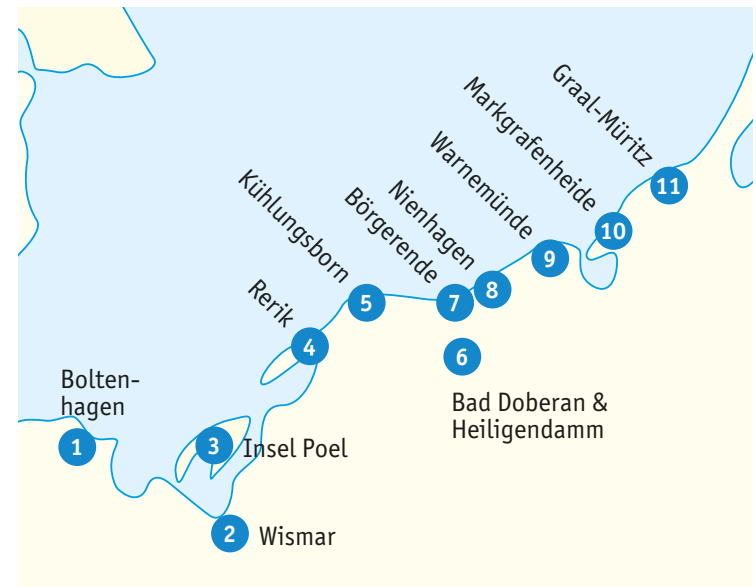 Graal-Müritz
11
Markgrafenheide
10
Warnemünde
9
Nienhagen
8
Börgerende
7
Kühlungsborn
5
Rerik
4
6
Bad Doberan &
Heiligendamm
Bolten-
hagen
1
3 Insel Poel
2 Wismar